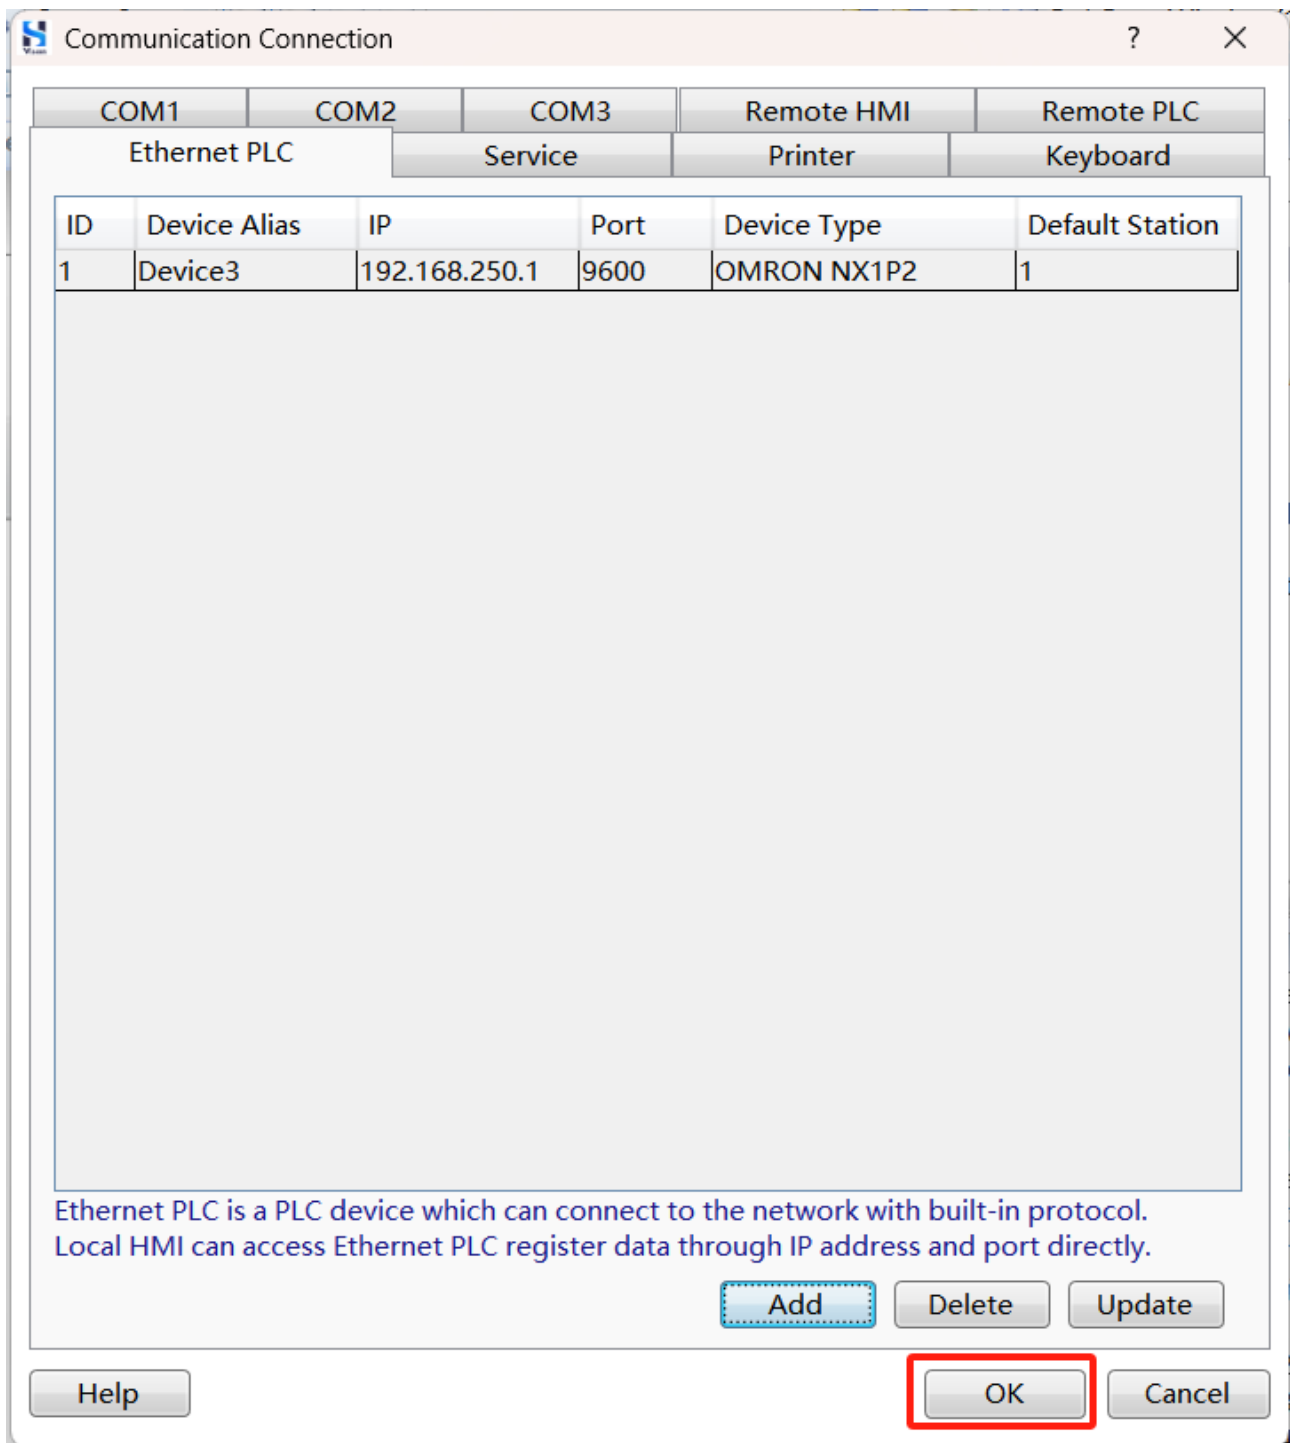 Communication Connection ? ×
COM1 COM2 COM3 Remote HMI Remote PLC
Ethernet PLC Service Printer Keyboard
ID Device Alias IP Port Device Type Default Station
1 Device3 192.168.250.1 9600 OMRON NX1P2 1
Ethernet PLC is a PLC device which can connect to the network with built-in protocol.
Local HMI can access Ethernet PLC register data through IP address and port directly.
Add Delete Update
Help OK Cancel